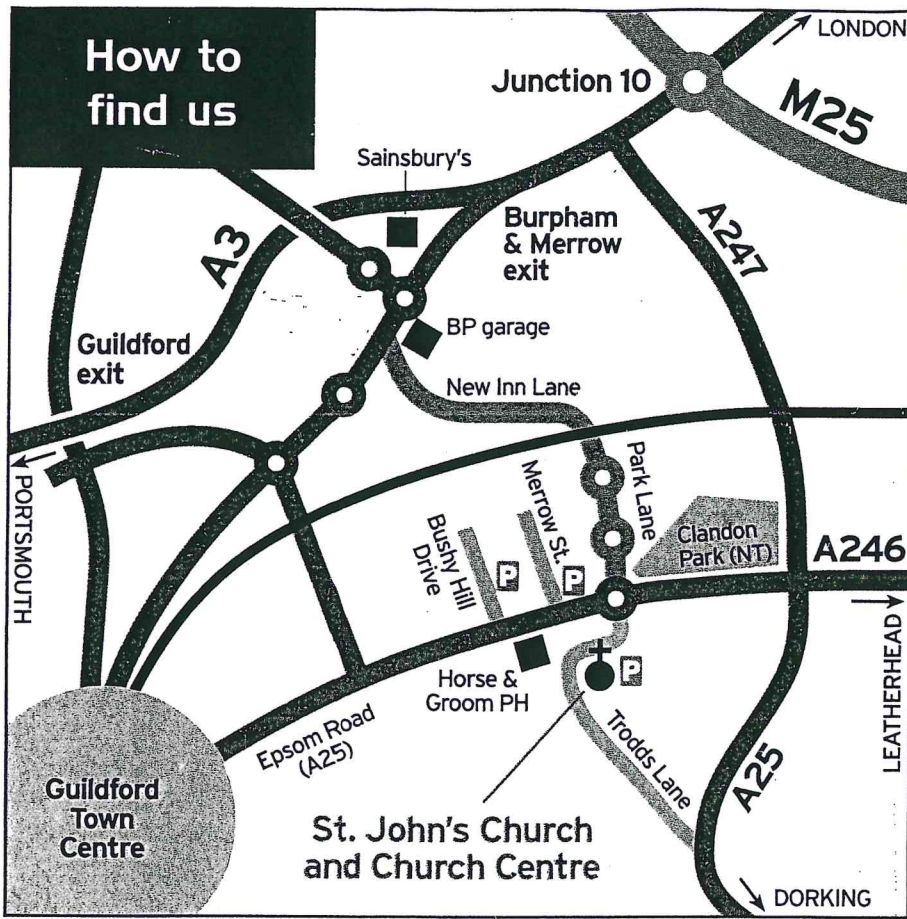 How to
find us
LONDON
Junction 10
M25
Sainsbury's
Burpham
& Merrow
exit
A3
A247
BP garage
Guildford
exit
New Inn Lane
PORTSMOUTH
Park Lane
Merrow St.
Bushy Hill
Drive
P
P
Clandon
Park (NT)
A246
LEATHERHEAD
Horse &
Groom PH
P
Epsom Road
(A25)
Trodds Lane
A25
Guildford
Town
Centre
St. John's Church
and Church Centre
DORKING